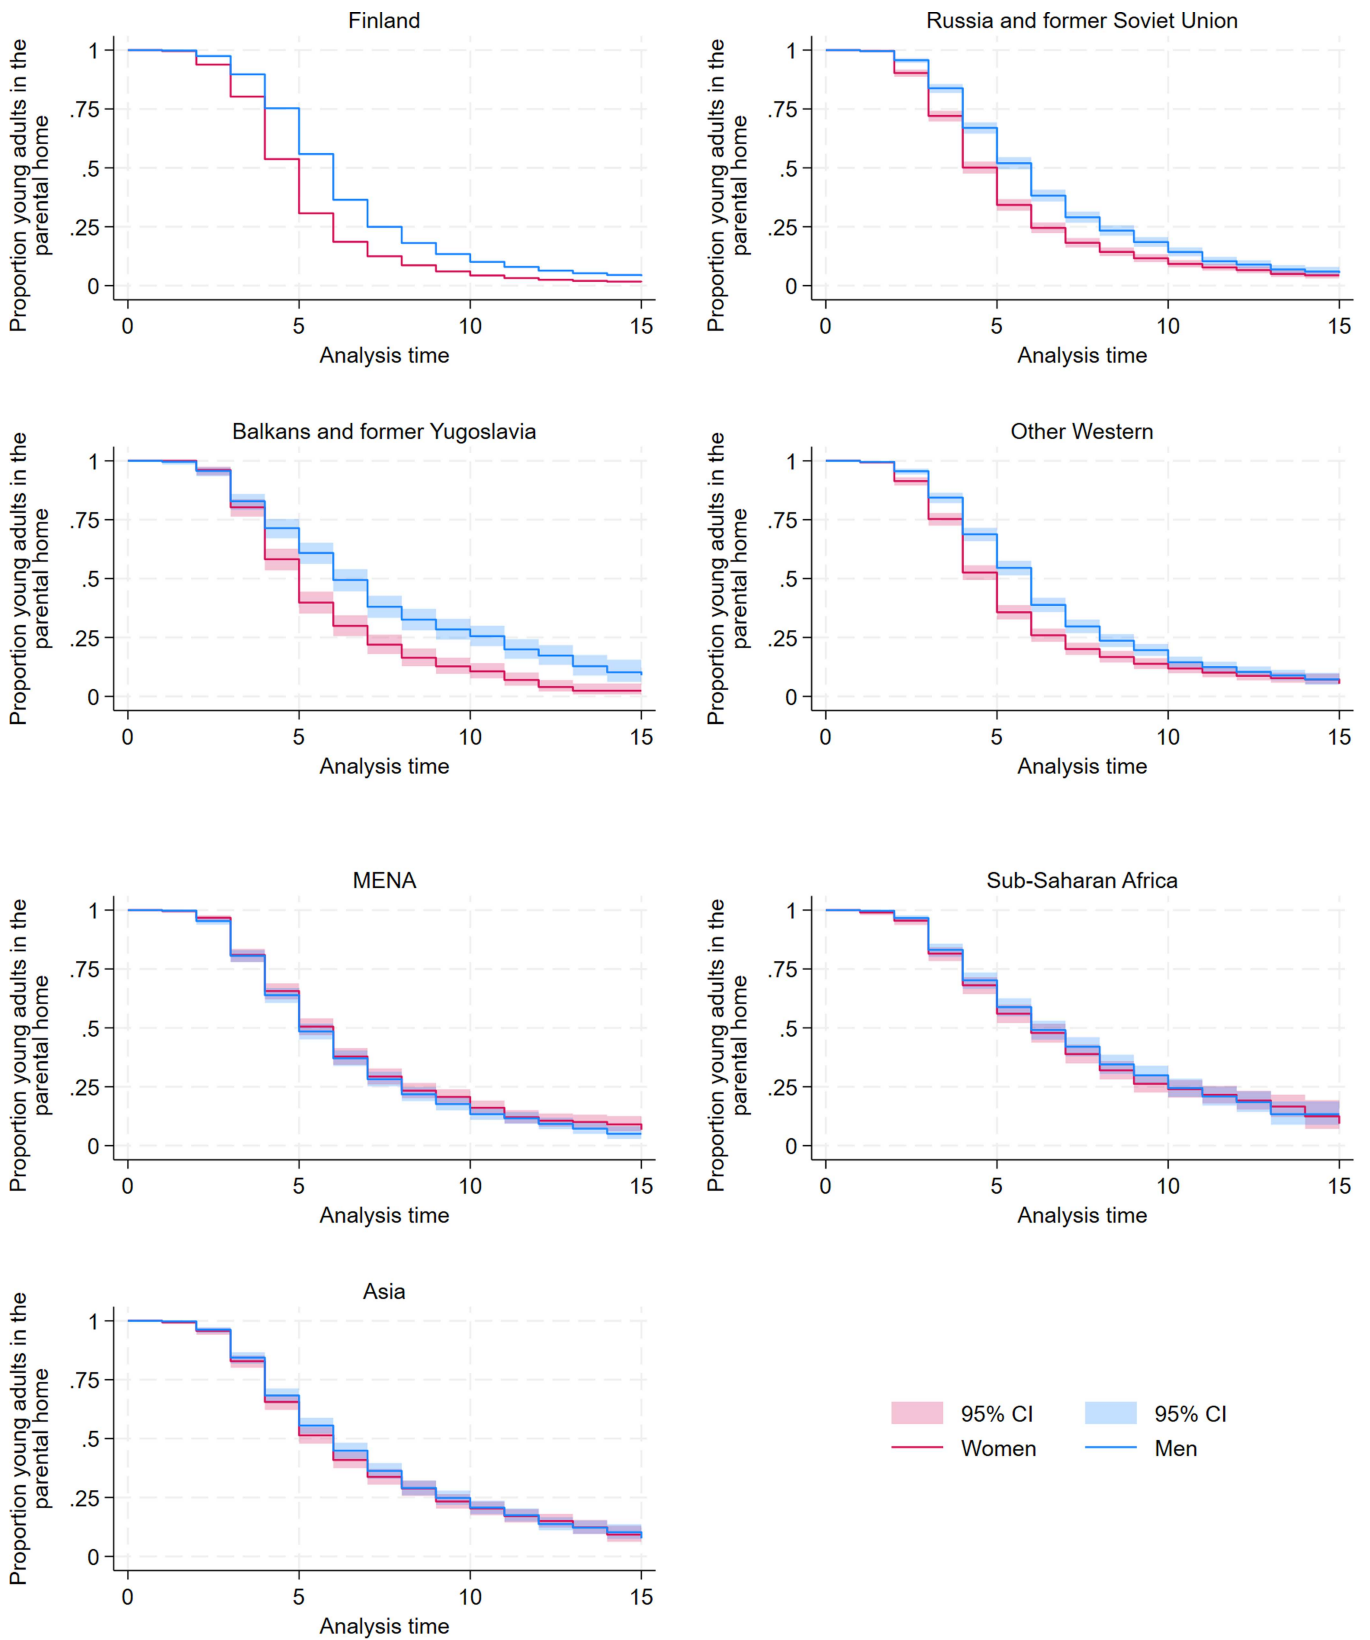 Finland
Proportion young adults in the
parental home
1
.75
.5
.25
0
0 5 10 15
Analysis time
Russia and former Soviet Union
Proportion young adults in the
parental home
1
.75
.5
.25
0
0 5 10 15
Analysis time
Balkans and former Yugoslavia
Proportion young adults in the
parental home
1
.75
.5
.25
0
0 5 10 15
Analysis time
Other Western
Proportion young adults in the
parental home
1
.75
.5
.25
0
0 5 10 15
Analysis time
MENA
Proportion young adults in the
parental home
1
.75
.5
.25
0
0 5 10 15
Analysis time
Sub-Saharan Africa
Proportion young adults in the
parental home
1
.75
.5
.25
0
0 5 10 15
Analysis time
Asia
Proportion young adults in the
parental home
1
.75
.5
.25
0
0 5 10 15
Analysis time
95% CI 95% CI
Women Men